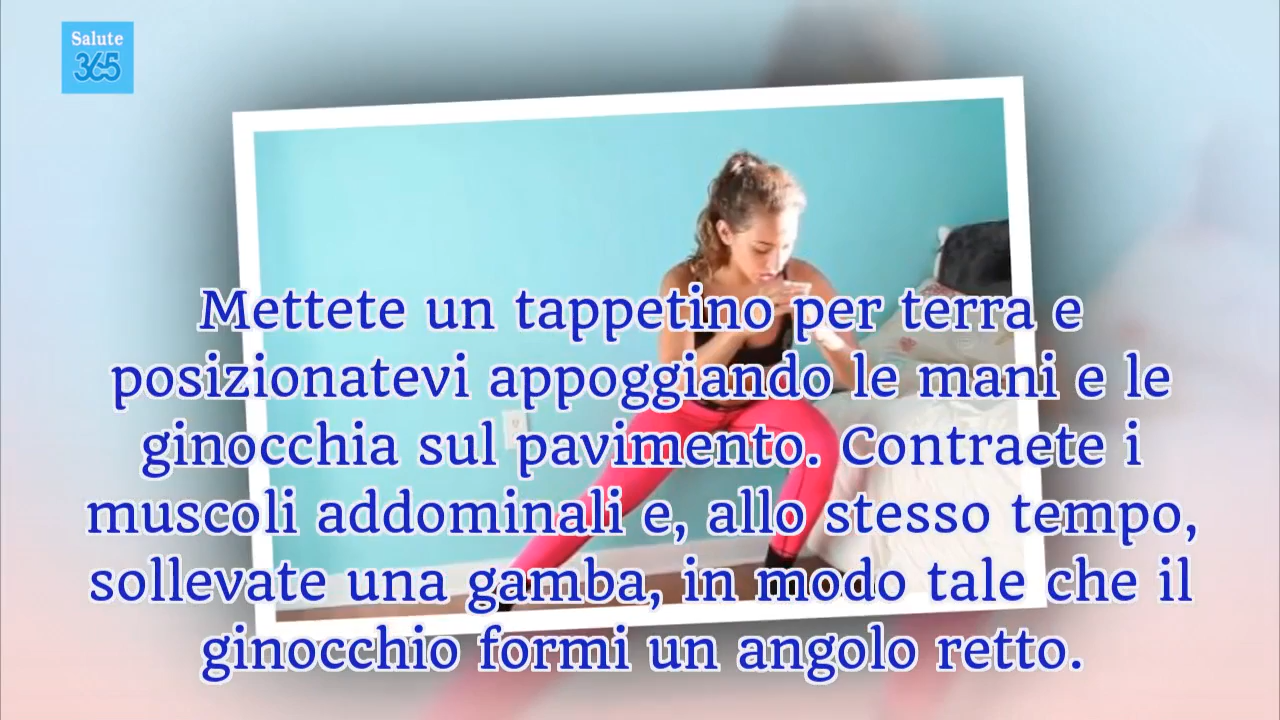 Salute
365
Mettete un tappetino per terra e
posizionatevi appoggiando le mani e le
ginocchia sul pavimento. Contraete i
muscoli addominali e, allo stesso tempo,
sollevate una gamba, in modo tale che il
ginocchio formi un angolo retto.